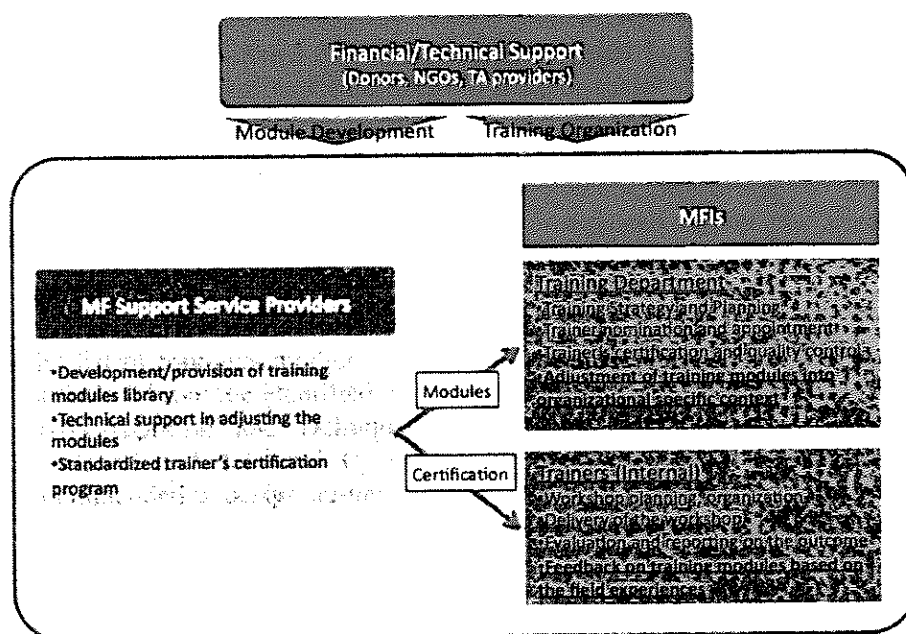 Financial/Technical Support
(Donors, NGOs, TA providers)
Module Development
Training Organization
MFIs
MF Support Service Providers
•Development/provision of training
modules library
•Technical support in adjusting the
modules
•Standardized trainer's certification
program
Modules
Certification
Training Department
•Training Strategy and Planning
•Trainer nomination and appointment
•Trainers certification and quality control
•Adjustment of training modules into
organizational specific context
Trainers (Internal)
•Workshop planning, organization
•Delivery of the workshop
•Evaluation and reporting on the outcome
•Feedback on training modules based on
the field experience